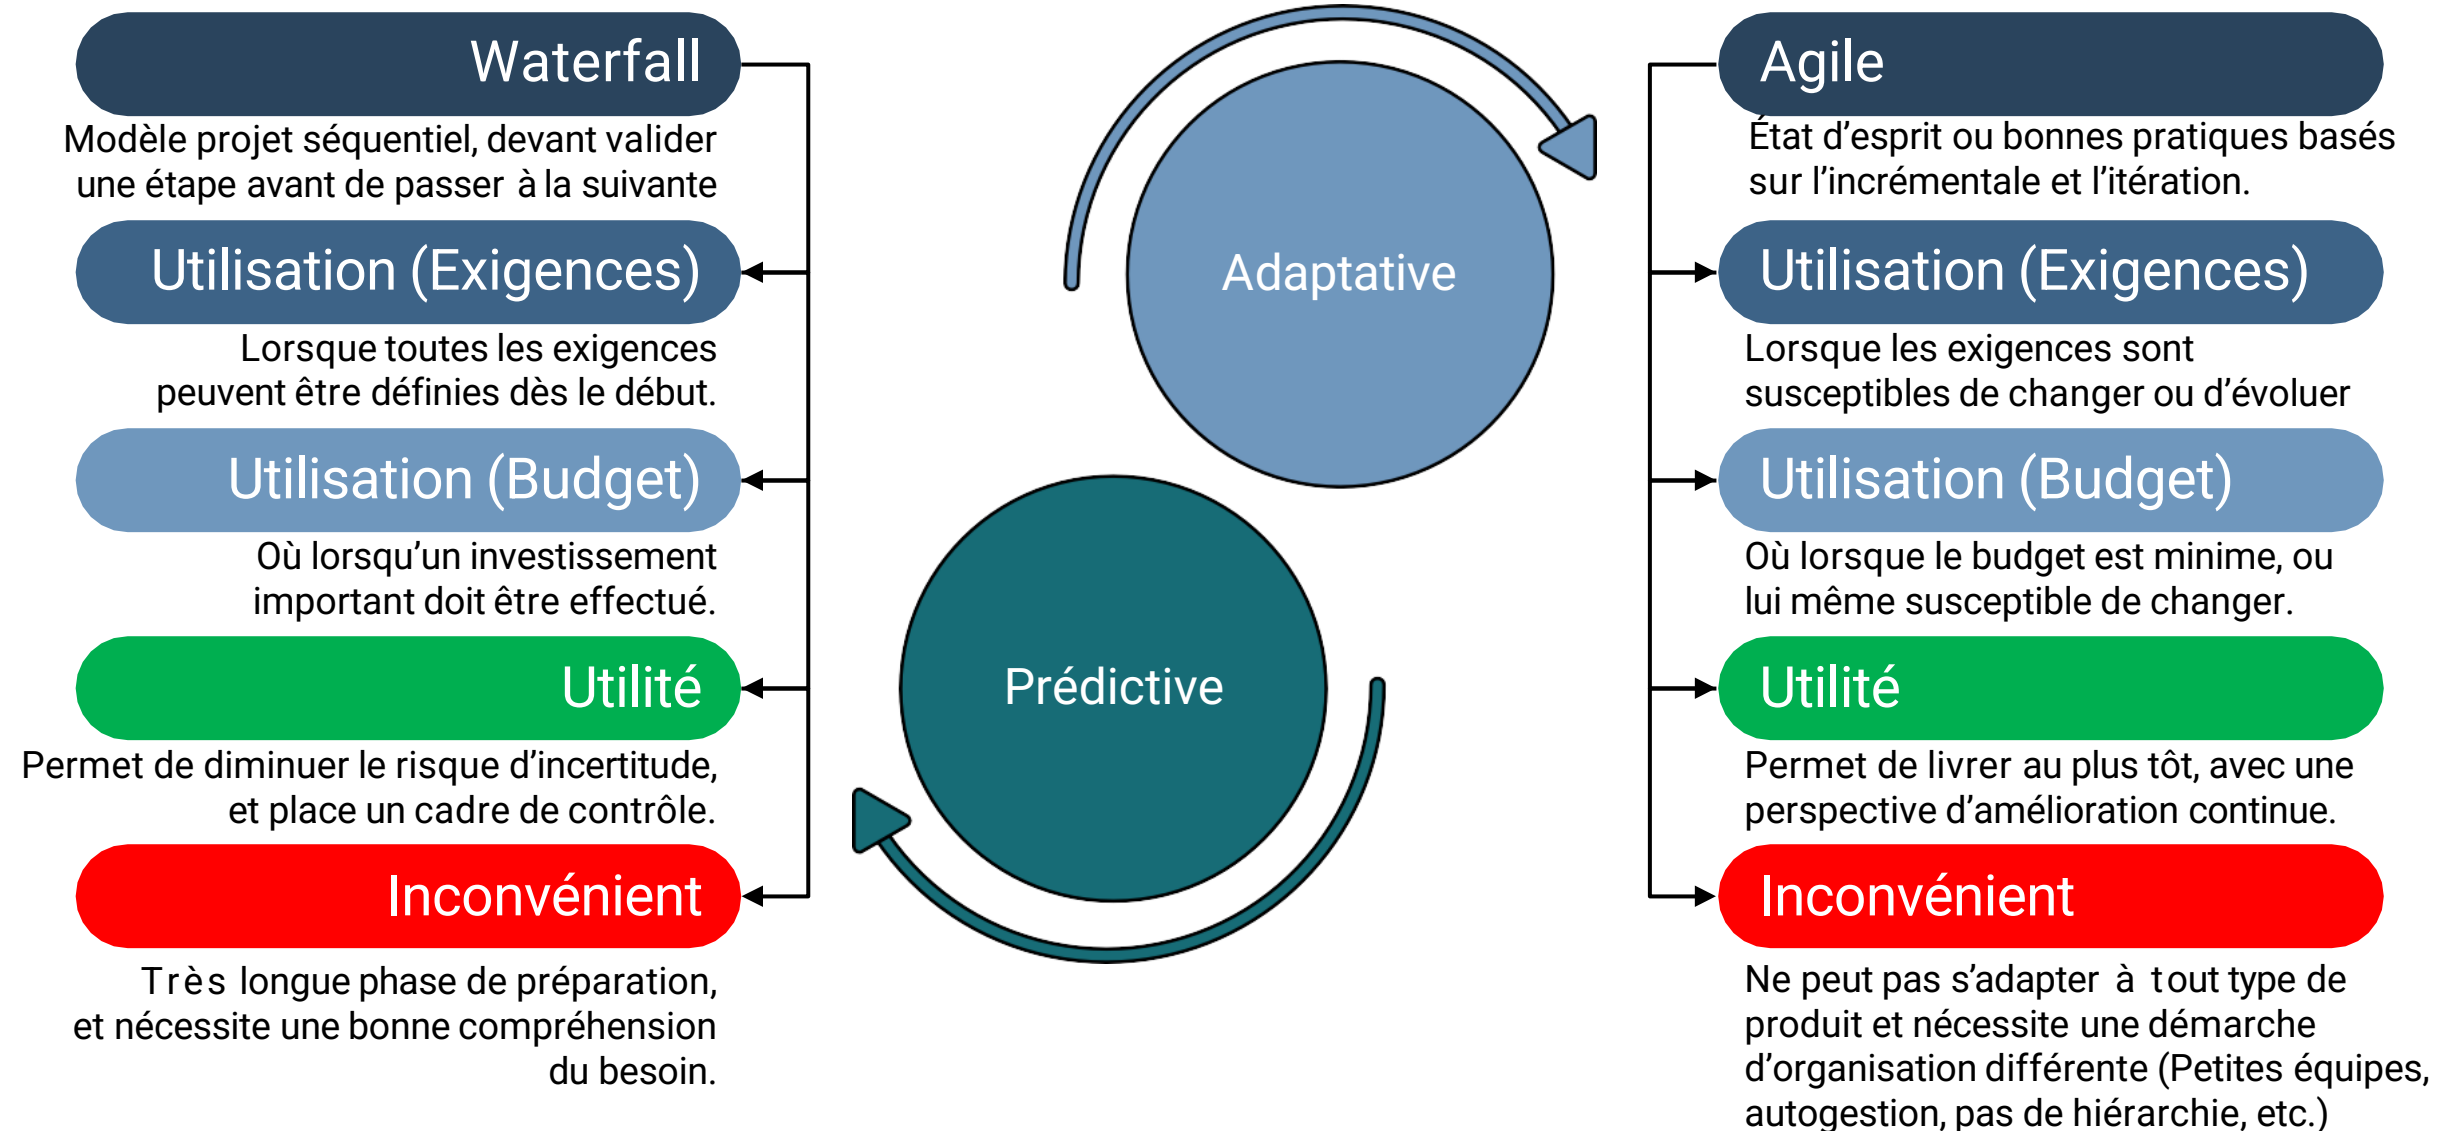 Waterfall
Modèle projet séquentiel, devant valider
une étape avant de passer à la suivante
Utilisation (Exigences)
Lorsque toutes les exigences
peuvent être définies dès le début.
Utilisation (Budget)
Où lorsqu’un investissement
important doit être effectué.
Utilité
Permet de diminuer le risque d’incertitude,
et place un cadre de contrôle.
Inconvénient
Très longue phase de préparation,
et nécessite une bonne compréhension
du besoin.
Adaptative
Prédictive
Agile
État d’esprit ou bonnes pratiques basés
sur l’incrémentale et l’itération.
Utilisation (Exigences)
Lorsque les exigences sont
susceptibles de changer ou d’évoluer
Utilisation (Budget)
Où lorsque le budget est minime, ou
lui même susceptible de changer.
Utilité
Permet de livrer au plus tôt, avec une
perspective d’amélioration continue.
Inconvénient
Ne peut pas s’adapter à tout type de
produit et nécessite une démarche
d’organisation différente (Petites équipes,
autogestion, pas de hiérarchie, etc.)